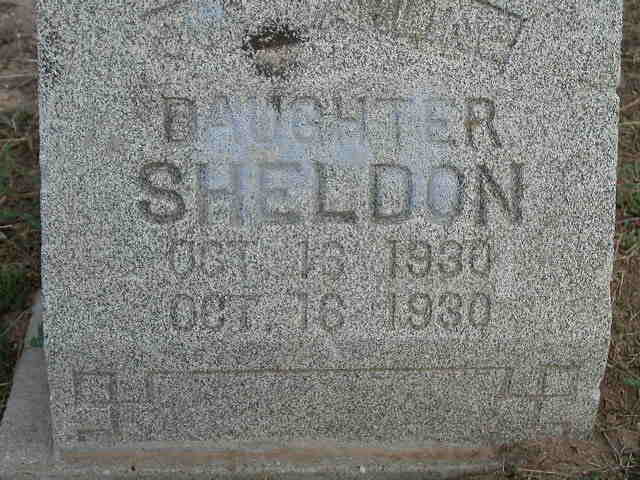 DAUGHTER
SHELDON
OCT. 16 1930
OCT. 16 1930